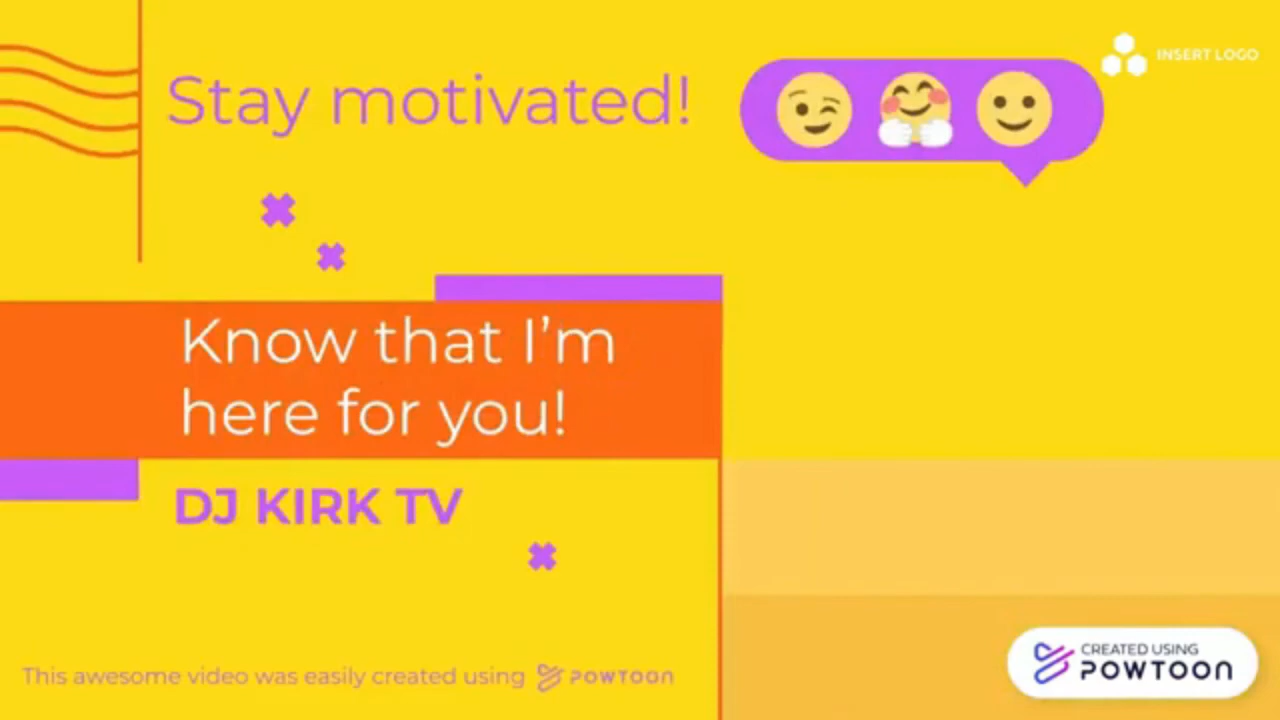 INSERT LOGO
Stay motivated!
Know that I’m
here for you!
DJ KIRK TV
This awesome video was easily created using POWTOON
CREATED USING
POWTOON